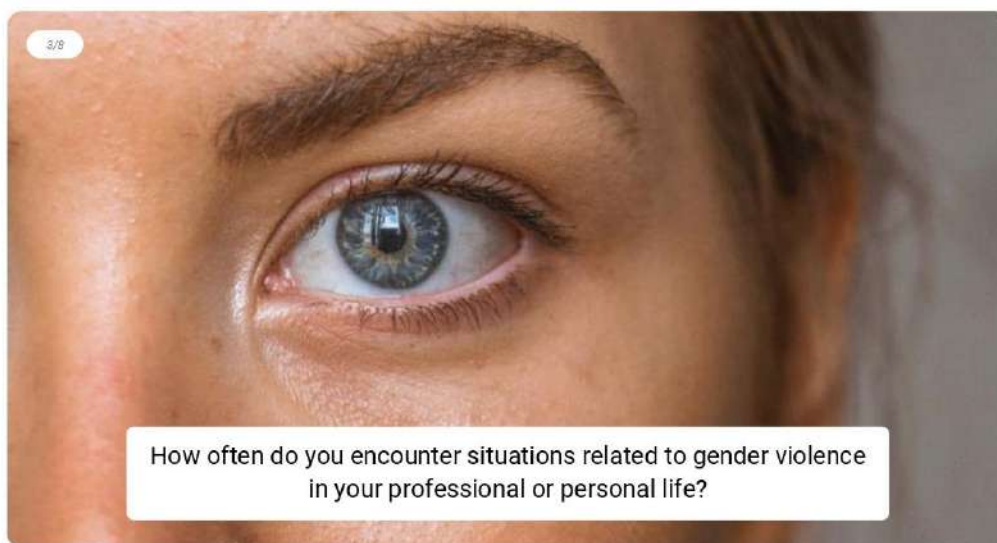 3/8
How often do you encounter situations related to gender violence
in your professional or personal life?